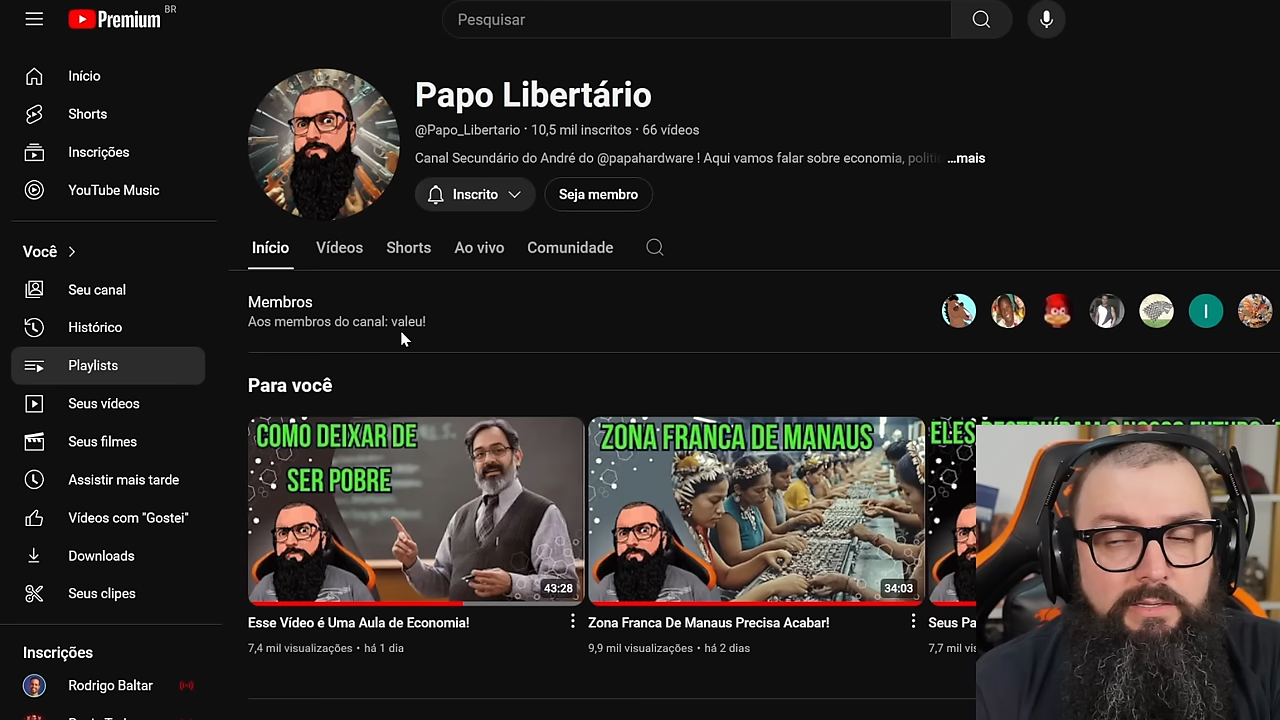 Premium BR
Pesquisar
Início
Shorts
Inscrições
YouTube Music
Você
Seu canal
Histórico
Playlists
Seus vídeos
Seus filmes
Assistir mais tarde
Vídeos com "Gostei"
Downloads
Seus clipes
Inscrições
Rodrigo Baltar
Papo Libertário
@Papo_Libertario · 10,5 mil inscritos · 66 vídeos
Canal Secundário do André do @papahardware ! Aqui vamos falar sobre economia, políti ...mais
Inscrito
Seja membro
Início Vídeos Shorts Ao vivo Comunidade
Membros
Aos membros do canal: valeu!
I
Para você
COMO DEIXAR DE
SER POBRE
43:28
Esse Vídeo é Uma Aula de Economia!
7,4 mil visualizações • há 1 dia
ZONA FRANCA DE MANAUS
34:03
Zona Franca De Manaus Precisa Acabar!
9,9 mil visualizações • há 2 dias
ELES
Seus Pa
7,7 mil vis